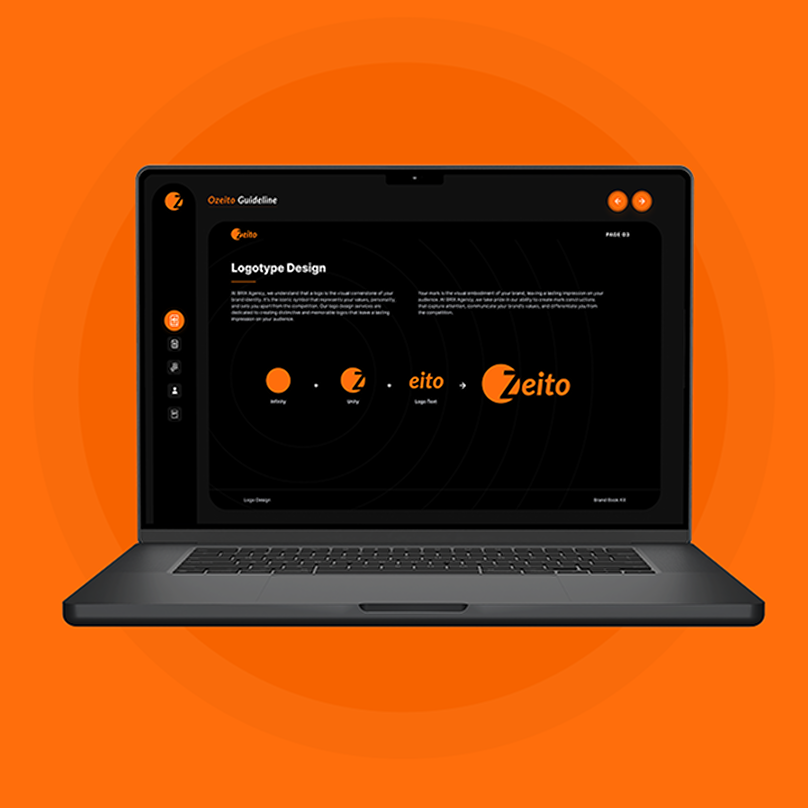 Ozeito Guideline
Ozeito
PAGE 03
Logotype Design
At BRW Agency, we understand that a logo is the visual cornerstone of your
brand identity. It's the iconic symbol that represents your values, personality,
and sets you apart from the competition. Our logo design services are
dedicated to creating distinctive and memorable logos that leave a lasting
impression on your audience.
Your mark is the visual embodiment of your brand, leaving a lasting impression on your
audience. At BRW Agency, we take pride in our ability to create mark constructions
that capture attention, communicate your brand's values, and differentiate you from
the competition.
Z
eito
Ozeito
Infinity
Unity
Logo Text
Logo Design
Brand Book Kit